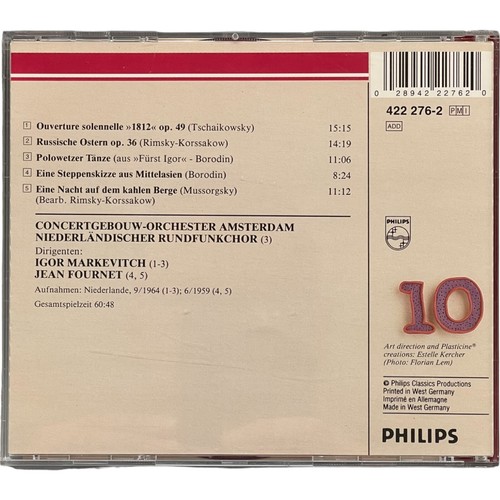 1 Ouverture solennelle »1812« op. 49 (Tschaikowsky) 15:15
2 Russische Ostern op. 36 (Rimsky-Korssakow) 14:19
3 Polowetzer Tänze (aus »Fürst Igor« - Borodin) 11:06
4 Eine Steppenskizze aus Mittelasien (Borodin) 8:24
5 Eine Nacht auf dem kahlen Berge (Mussorgsky) 11:12
(Bearb. Rimsky-Korssakow)
CONCERTGEBOUW-ORCHESTER AMSTERDAM
NIEDERLÄNDISCHER RUNDFUNKCHOR (3)
Dirigenten:
IGOR MARKEVITCH (1-3)
JEAN FOURNET (4, 5)
Aufnahmen: Niederlande, 9/1964 (1-3); 6/1959 (4, 5)
Gesamtspielzeit 60:48
0 28942 22762 0
422 276-2 PM I
ADD
PHILIPS
10
Art direction and Plasticine®
creations: Estelle Kercher
(Photo: Florian Lem)
℗ Philips Classics Productions
Printed in West Germany
Imprimé en Allemagne
Made in West Germany
PHILIPS